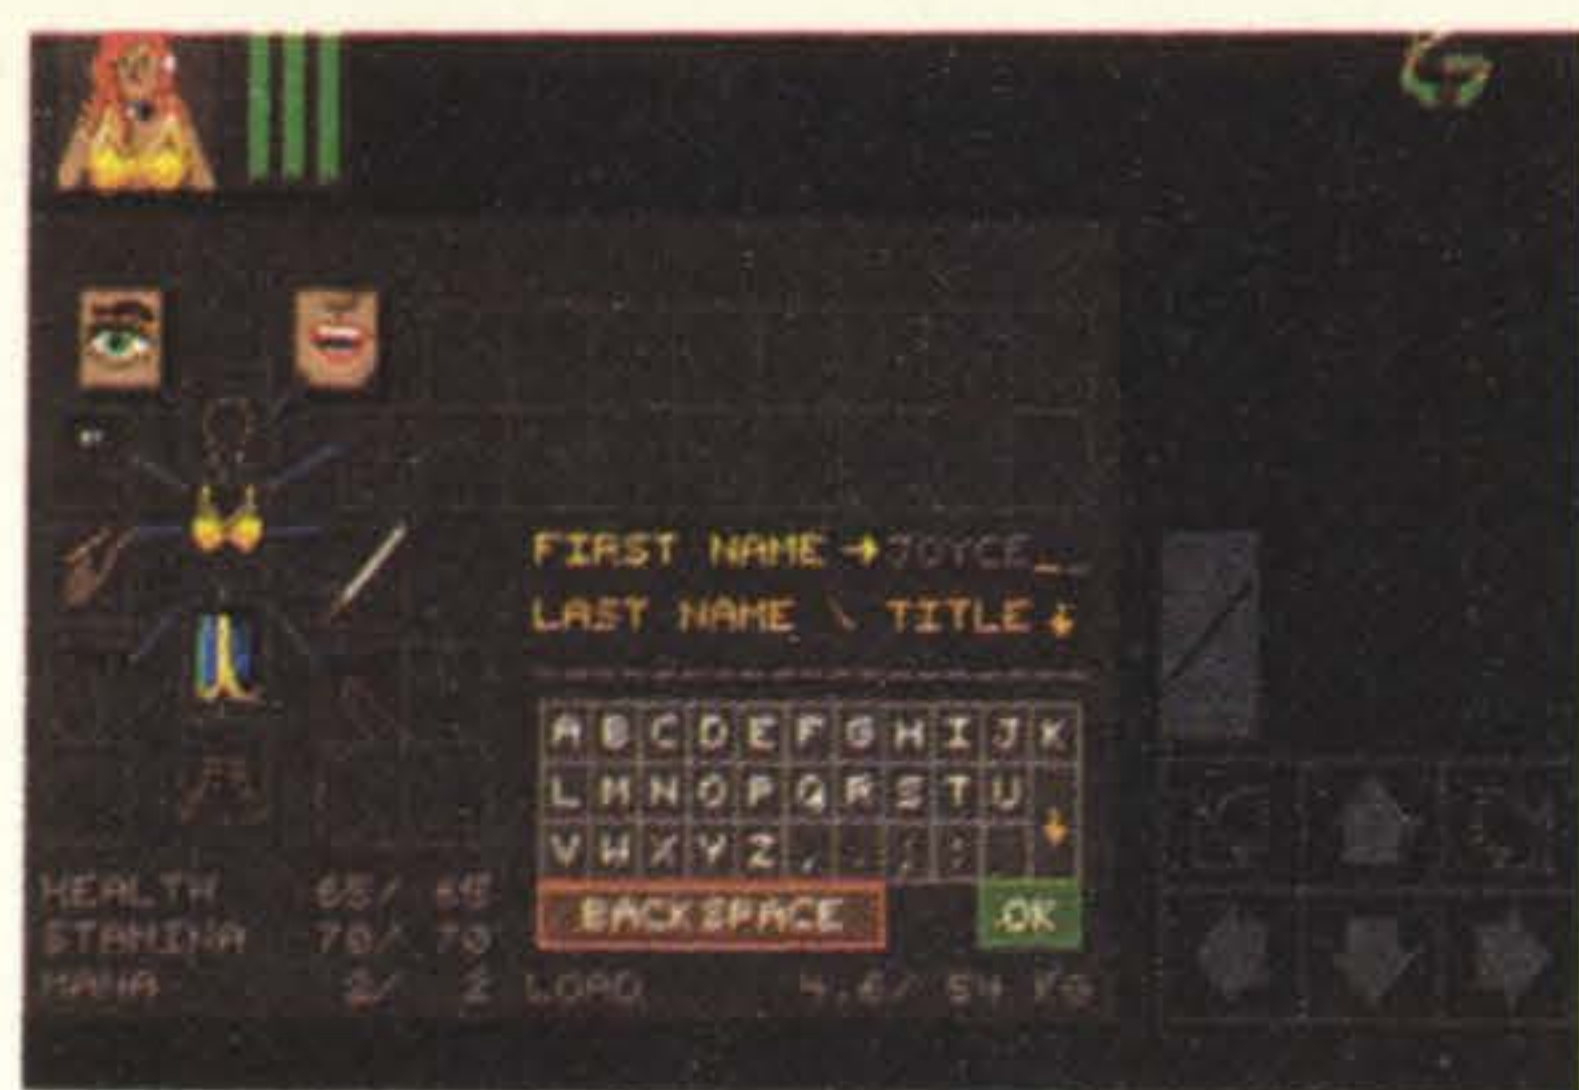 FIRST NAME → JOYCE_ _
LAST NAME \ TITLE ↓
A B C D E F G H I J K
L M N O P Q R S T U
V W X Y Z , . ; : ↓
BACKSPACE OK
HEALTH 65/ 65
STAMINA 70/ 70
MANA 2/ 2 LOAD 4.6/ 54 KG